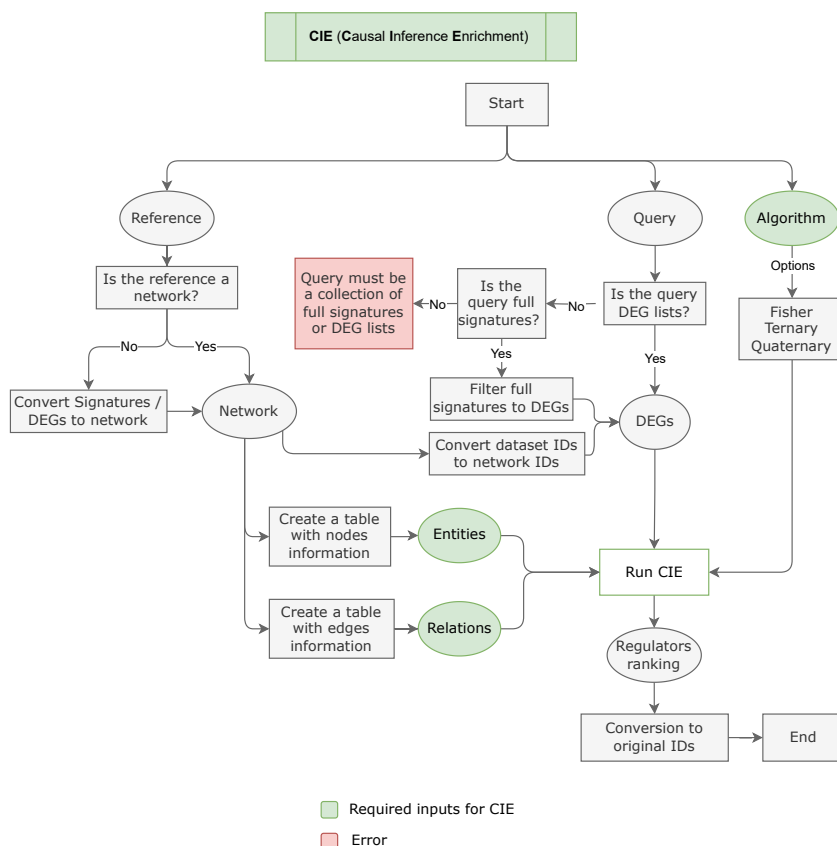 CIE (Causal Inference Enrichment)
Start
Reference
Query
Algorithm
Options
Is the reference a
network?
Query must be
a collection of
full signatures
or DEG lists
No
Is the
query full
signatures?
No
Is the query
DEG lists?
Fisher
Ternary
Quaternary
No
Yes
Yes
Yes
Convert Signatures /
DEGs to network
Network
Filter full
signatures to DEGs
DEGs
Convert dataset IDs
to network IDs
Create a table
with nodes
information
Entities
Run CIE
Create a table
with edges
information
Relations
Regulators
ranking
Conversion to
original IDs
End
Required inputs for CIE
Error